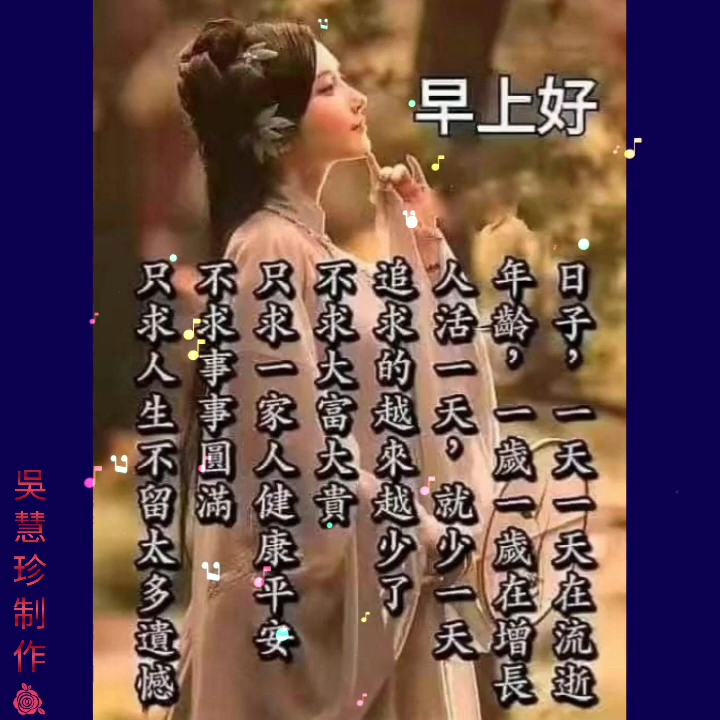 早上好
日子，一天一天在流逝
年齡，一歲一歲在增長
人活一天，就少一天
追求的越來越少了
不求大富大貴
只求一家人健康平安
不求事事圓滿
只求人生不留太多遺憾
吳慧珍制作